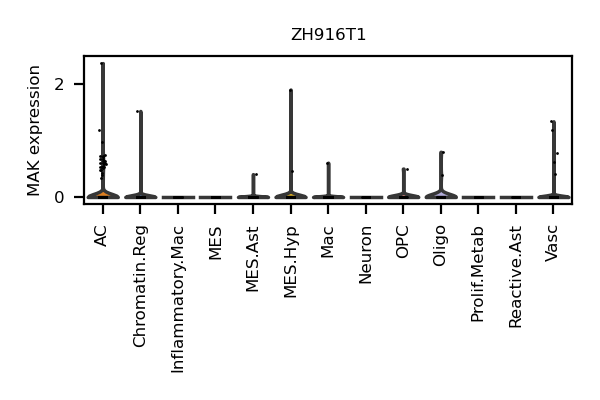 ZH916T1
MAK expression
2
0
AC
Chromatin.Reg
Inflammatory.Mac
MES
MES.Ast
MES.Hyp
Mac
Neuron
OPC
Oligo
Prolif.Metab
Reactive.Ast
Vasc